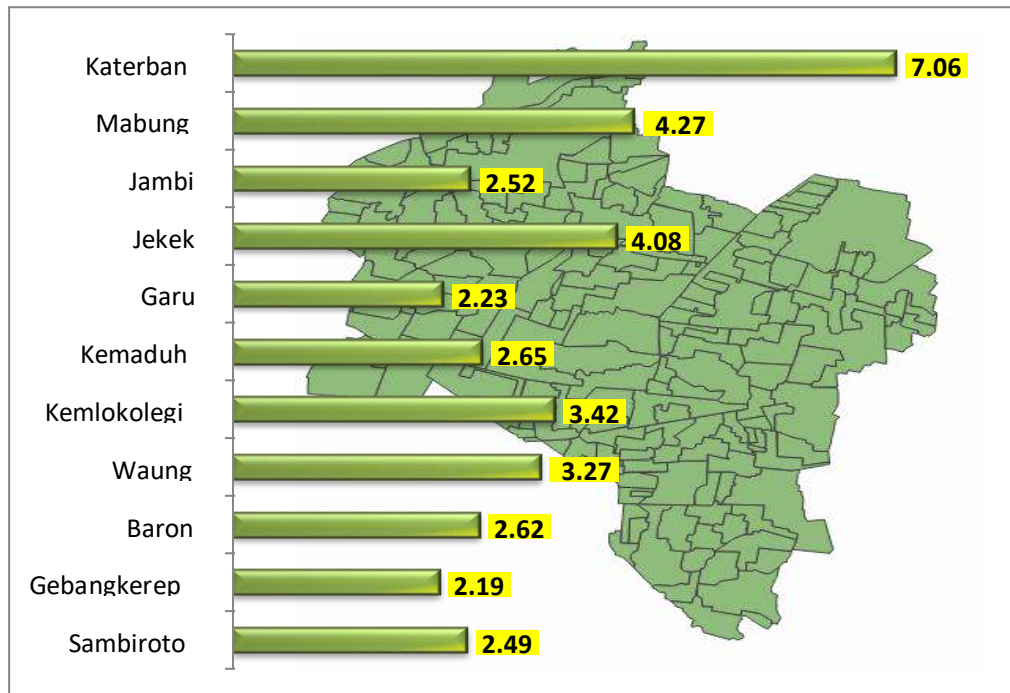 Katerban 7.06
Mabung 4.27
Jambi 2.52
Jekek 4.08
Garu 2.23
Kemaduh 2.65
Kemlokolegi 3.42
Waung 3.27
Baron 2.62
Gebangkerep 2.19
Sambiroto 2.49